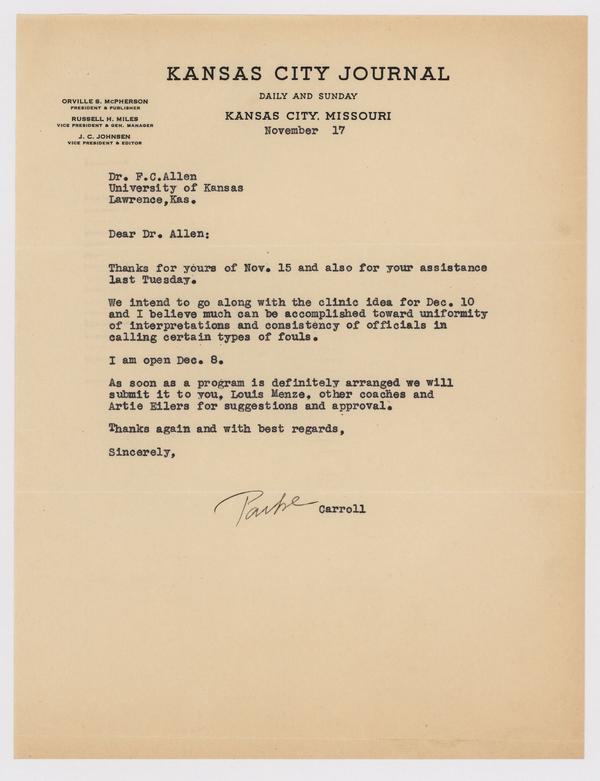 KANSAS CITY JOURNAL
DAILY AND SUNDAY
KANSAS CITY, MISSOURI
ORVILLE S. McPHERSON
PRESIDENT & PUBLISHER
RUSSELL H. MILES
VICE PRESIDENT & GEN. MANAGER
J. C. JOHNSEN
VICE PRESIDENT & EDITOR
November 17
Dr. F.C.Allen
University of Kansas
Lawrence,Kas.
Dear Dr. Allen:
Thanks for yours of Nov. 15 and also for your assistance
last Tuesday.
We intend to go along with the clinic idea for Dec. 10
and I believe much can be accomplished toward uniformity
of interpretations and consistency of officials in
calling certain types of fouls.
I am open Dec. 8.
As soon as a program is definitely arranged we will
submit it to you, Louis Menze, other coaches and
Artie Eilers for suggestions and approval.
Thanks again and with best regards,
Sincerely,
Parke Carroll